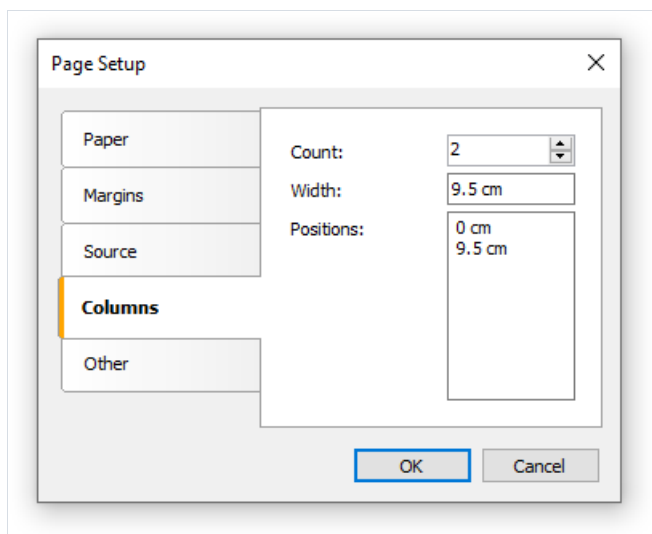 Page Setup
Paper
Margins
Source
Columns
Other
Count:
2
Width:
9.5 cm
Positions:
0 cm
9.5 cm
OK
Cancel